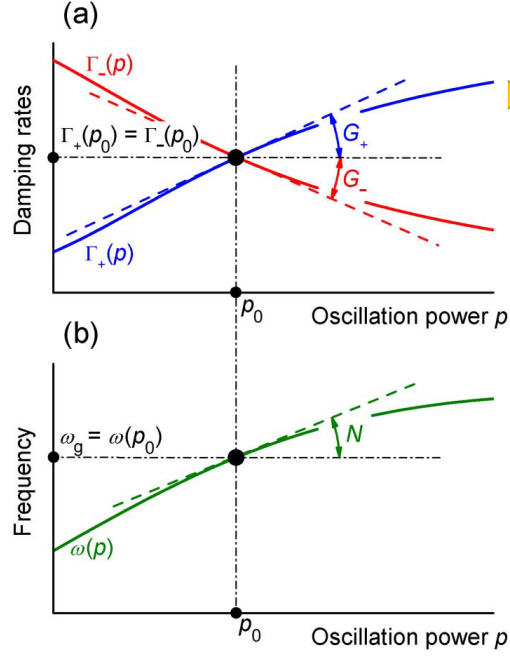 (a)
Γ₋(p)
Γ₊(p₀) = Γ₋(p₀)
G₊
G₋
Γ₊(p)
Damping rates
p₀
Oscillation power p
(b)
ω_g = ω(p₀)
N
ω(p)
Frequency
p₀
Oscillation power p